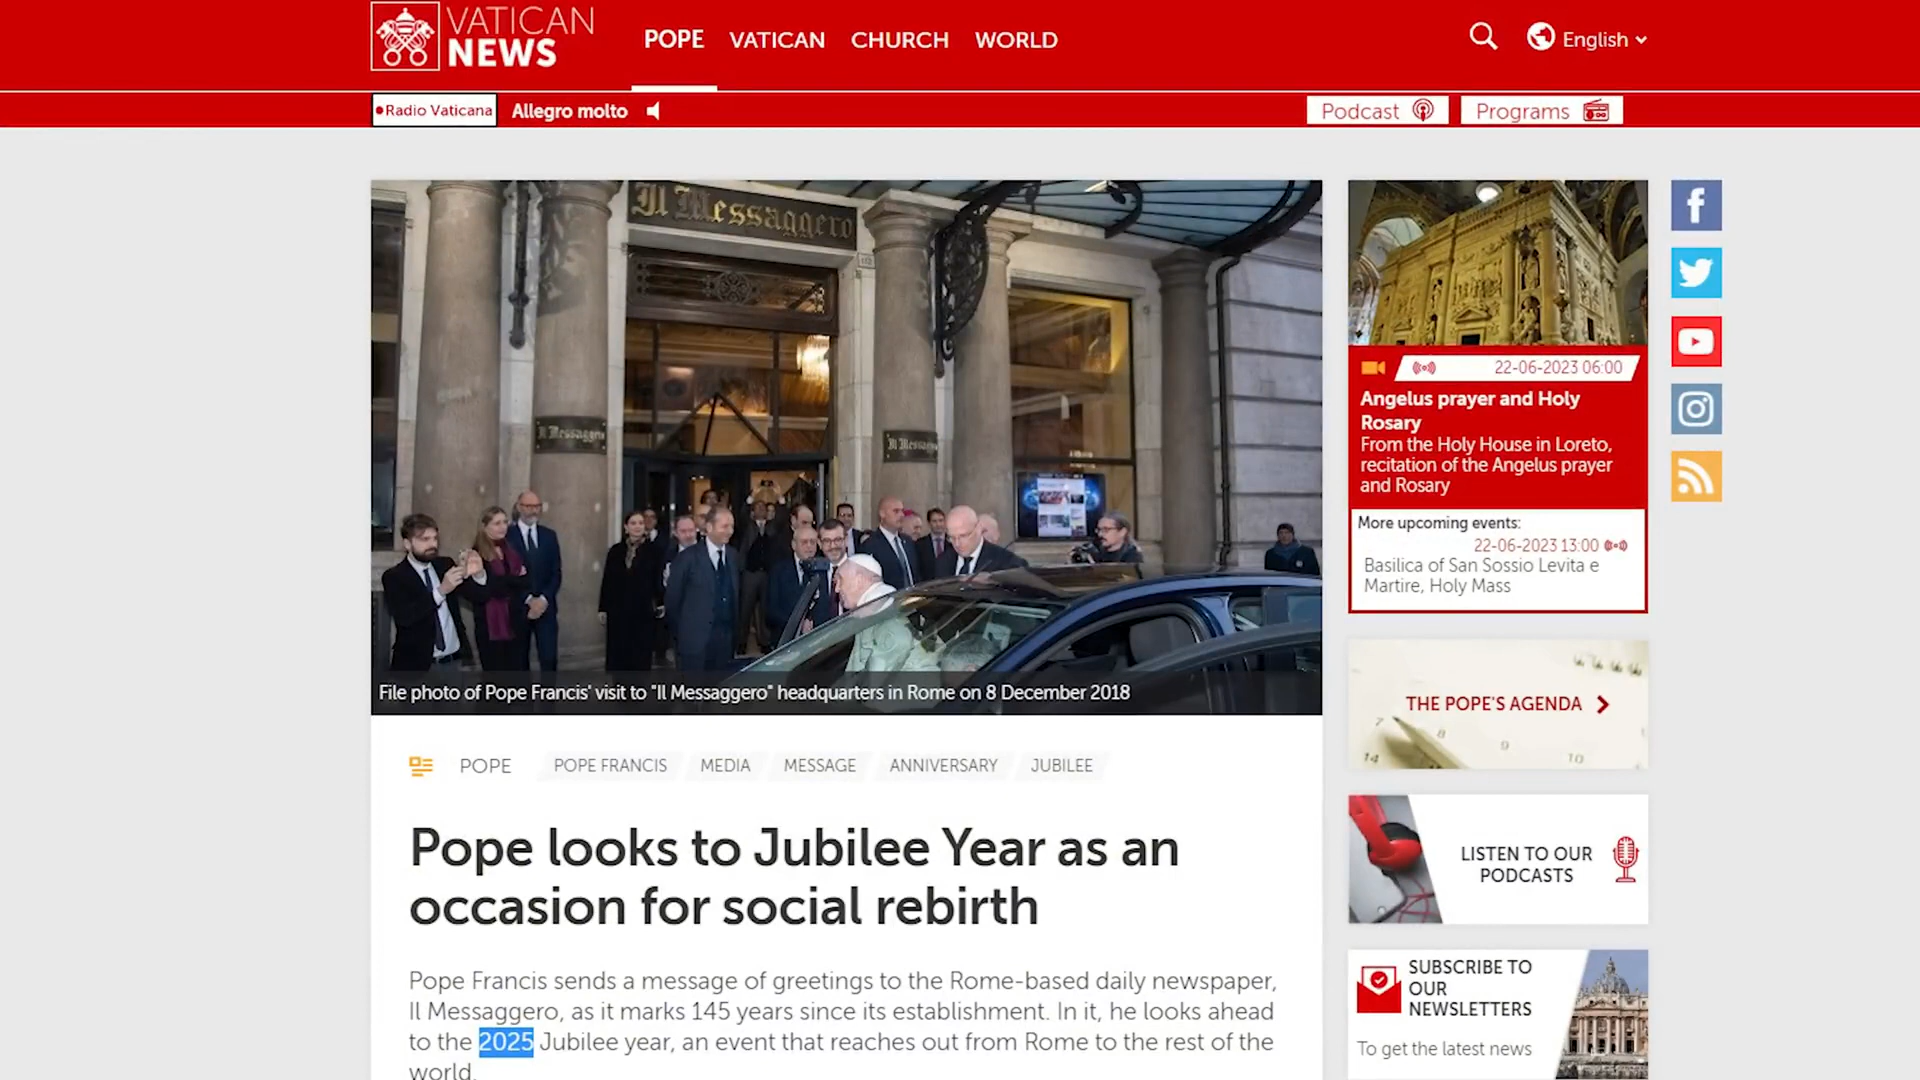 VATICAN
NEWS
POPE VATICAN CHURCH WORLD
English
Radio Vaticana
Allegro molto
Podcast
Programs
Il Messaggero
Il Messaggero
File photo of Pope Francis' visit to "Il Messaggero" headquarters in Rome on 8 December 2018
POPE POPE FRANCIS MEDIA MESSAGE ANNIVERSARY JUBILEE
Pope looks to Jubilee Year as an
occasion for social rebirth
Pope Francis sends a message of greetings to the Rome-based daily newspaper,
Il Messaggero, as it marks 145 years since its establishment. In it, he looks ahead
to the 2025 Jubilee year, an event that reaches out from Rome to the rest of the
world.
22-06-2023 06:00
Angelus prayer and Holy
Rosary
From the Holy House in Loreto,
recitation of the Angelus prayer
and Rosary
More upcoming events:
22-06-2023 13:00
Basilica of San Sossio Levita e
Martire, Holy Mass
THE POPE'S AGENDA
7 8 9 10
14
LISTEN TO OUR
PODCASTS
SUBSCRIBE TO
OUR
NEWSLETTERS
To get the latest news